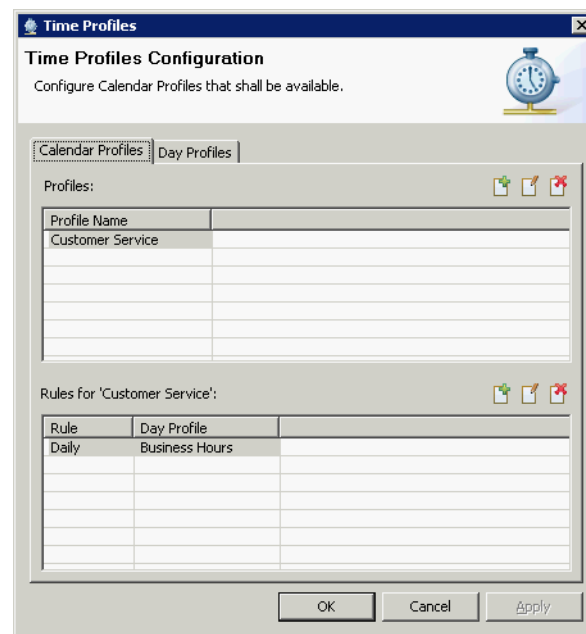 Time Profiles
Time Profiles Configuration
Configure Calendar Profiles that shall be available.
Calendar Profiles Day Profiles
Profiles:
Profile Name
Customer Service
Rules for 'Customer Service':
Rule Day Profile
Daily Business Hours
OK Cancel Apply